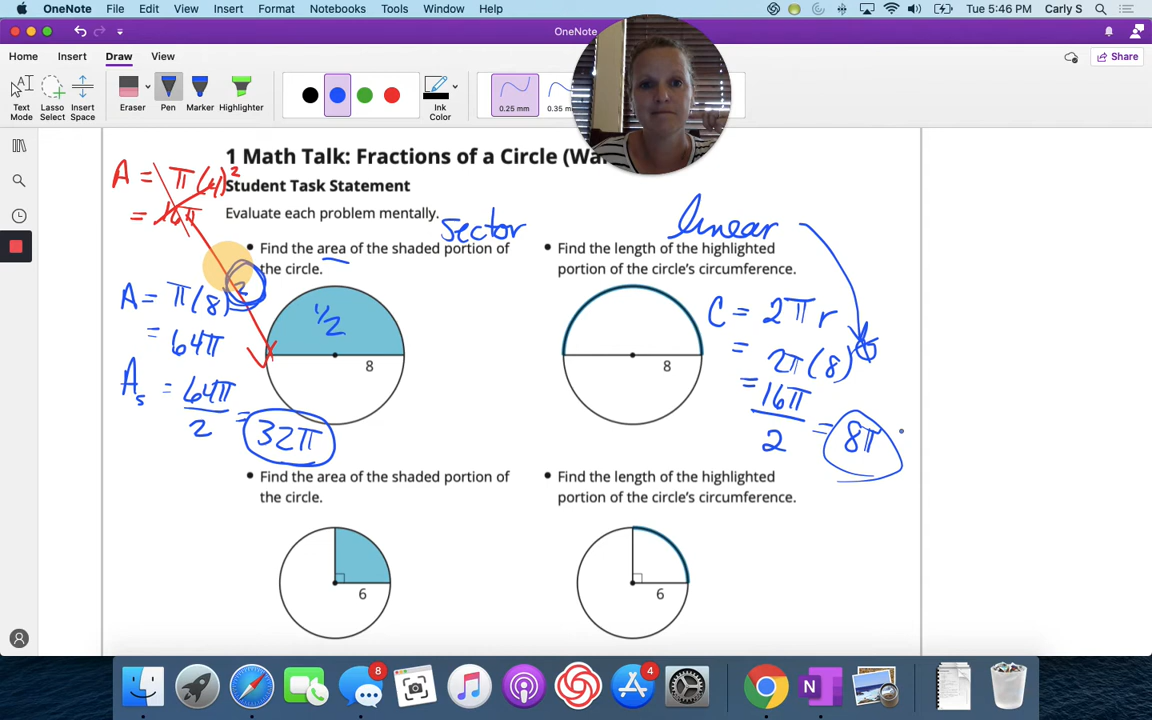 OneNote File Edit View Insert Format Notebooks Tools Window Help Tue 5:46 PM Carly S
OneNote
Home Insert Draw View Share
Eraser Pen Marker Highlighter
Text Mode Lasso Select Insert Space Ink Color 0.25 mm 0.35 m
1 Math Talk: Fractions of a Circle (Wa
Student Task Statement
Evaluate each problem mentally.
A = π(4)²
= 16π
sector
linear
• Find the area of the shaded portion of
the circle.
A = π(8)²
= 64π
A_s = 64π/2 = 32π
1/2
8
• Find the length of the highlighted
portion of the circle's circumference.
8
C = 2πr
= 2π(8)
= 16π/2 = 8π
• Find the area of the shaded portion of
the circle.
6
• Find the length of the highlighted
portion of the circle's circumference.
6
8
4